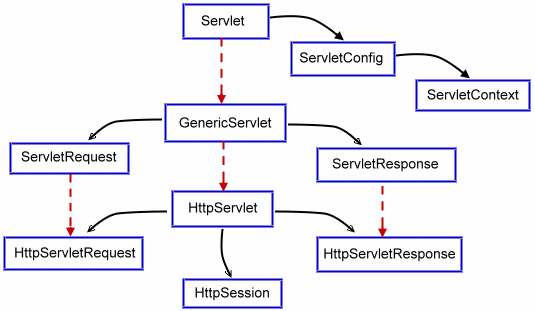 Servlet
ServletConfig
ServletContext
GenericServlet
ServletRequest
ServletResponse
HttpServlet
HttpServletRequest
HttpServletResponse
HttpSession